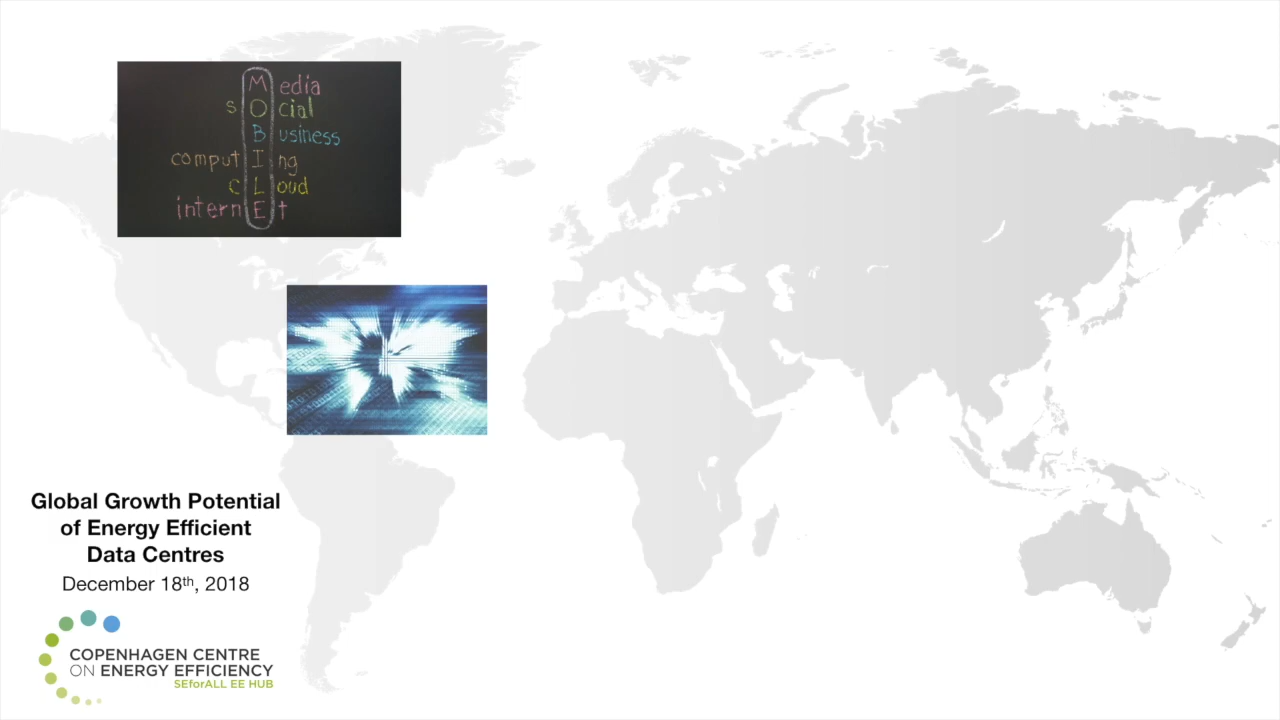 Media
sOcial
Business
computIng
cLoud
internEt
Global Growth Potential
of Energy Efficient
Data Centres
December 18th, 2018
COPENHAGEN CENTRE
ON ENERGY EFFICIENCY
SEforALL EE HUB